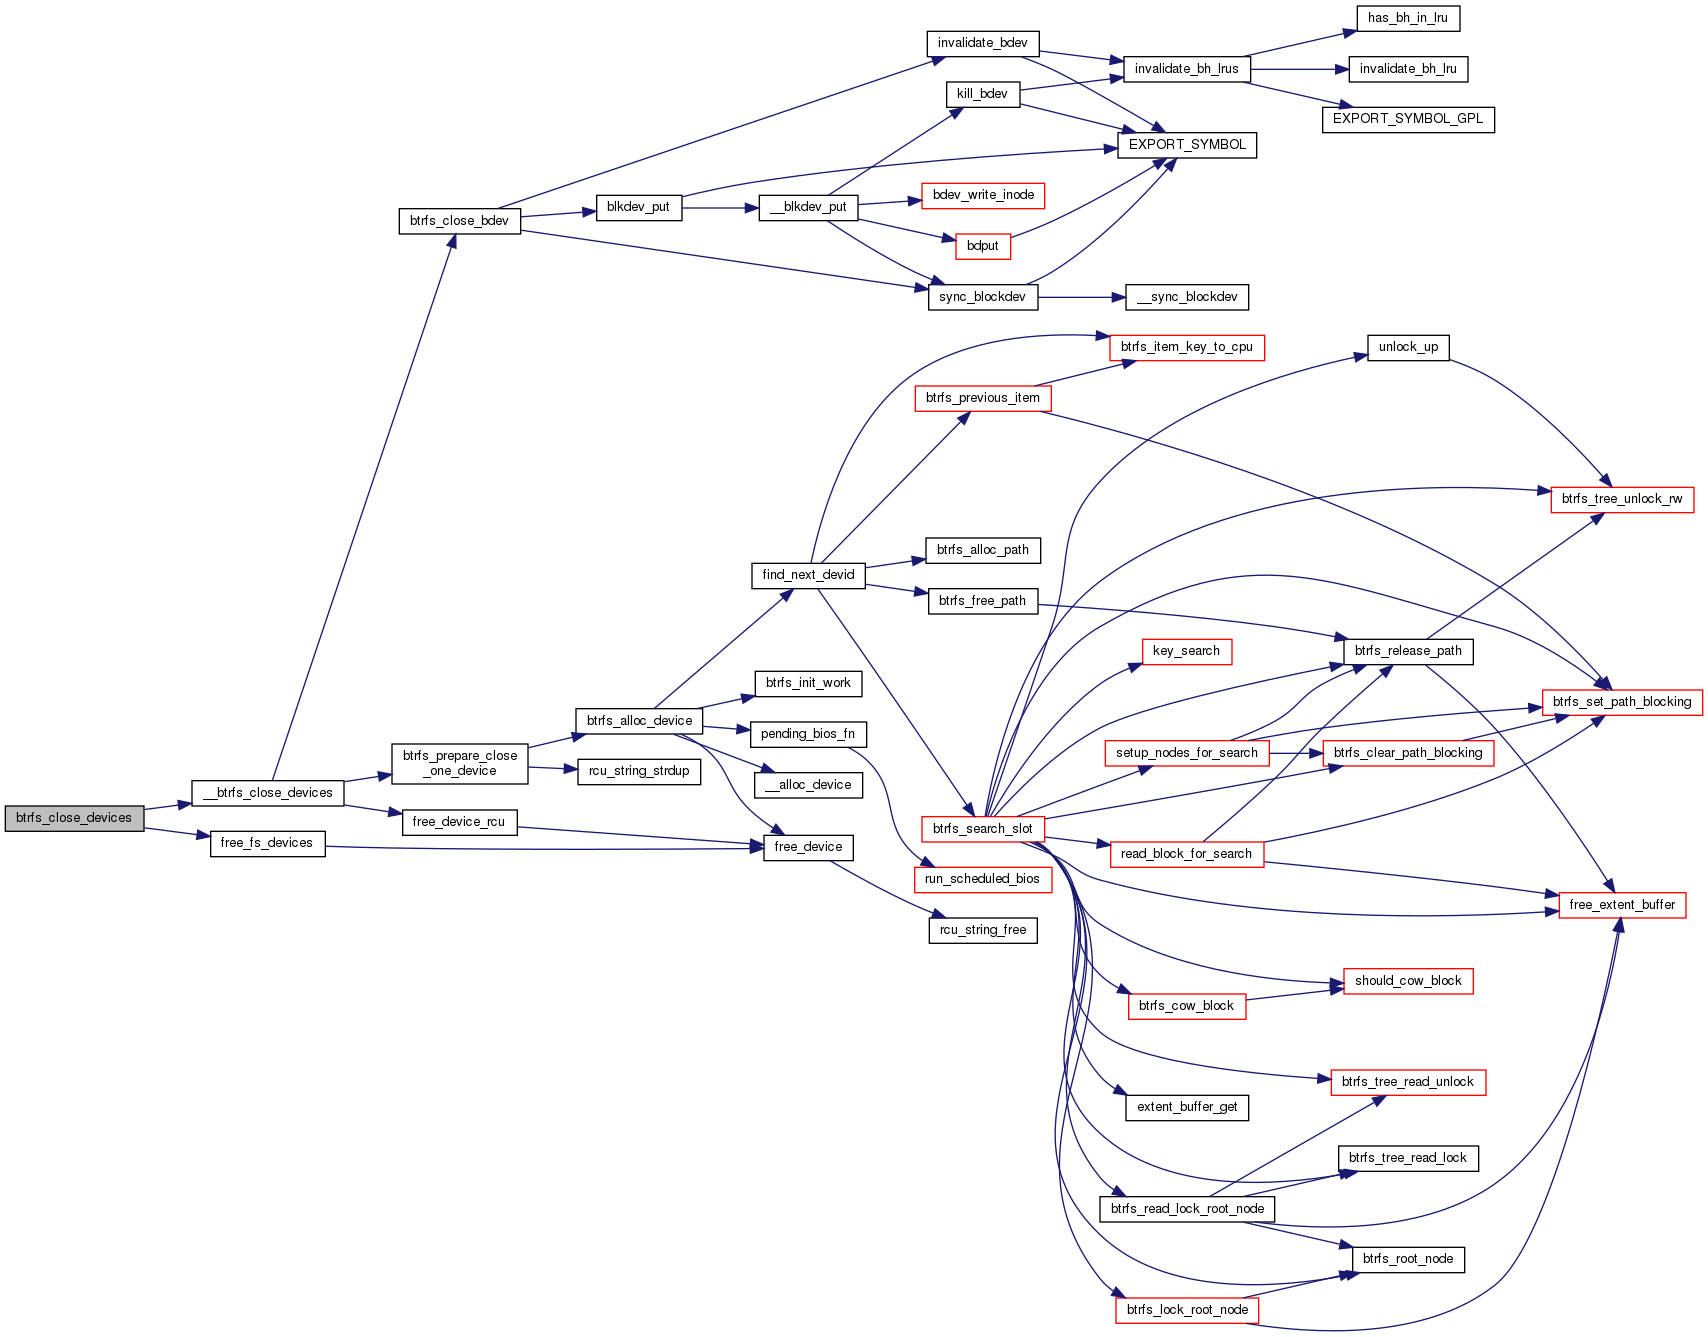 has_bh_in_lru
invalidate_bdev
invalidate_bh_lrus
invalidate_bh_lru
kill_bdev
EXPORT_SYMBOL_GPL
EXPORT_SYMBOL
bdev_write_inode
btrfs_close_bdev
blkdev_put
__blkdev_put
bdput
sync_blockdev
__sync_blockdev
btrfs_item_key_to_cpu
unlock_up
btrfs_previous_item
btrfs_tree_unlock_rw
btrfs_alloc_path
find_next_devid
btrfs_free_path
key_search
btrfs_release_path
btrfs_init_work
btrfs_set_path_blocking
btrfs_alloc_device
pending_bios_fn
setup_nodes_for_search
btrfs_clear_path_blocking
btrfs_prepare_close
_one_device
rcu_string_strdup
__alloc_device
__btrfs_close_devices
btrfs_close_devices
free_device_rcu
btrfs_search_slot
free_fs_devices
free_device
read_block_for_search
run_scheduled_bios
free_extent_buffer
rcu_string_free
should_cow_block
btrfs_cow_block
btrfs_tree_read_unlock
extent_buffer_get
btrfs_tree_read_lock
btrfs_read_lock_root_node
btrfs_root_node
btrfs_lock_root_node